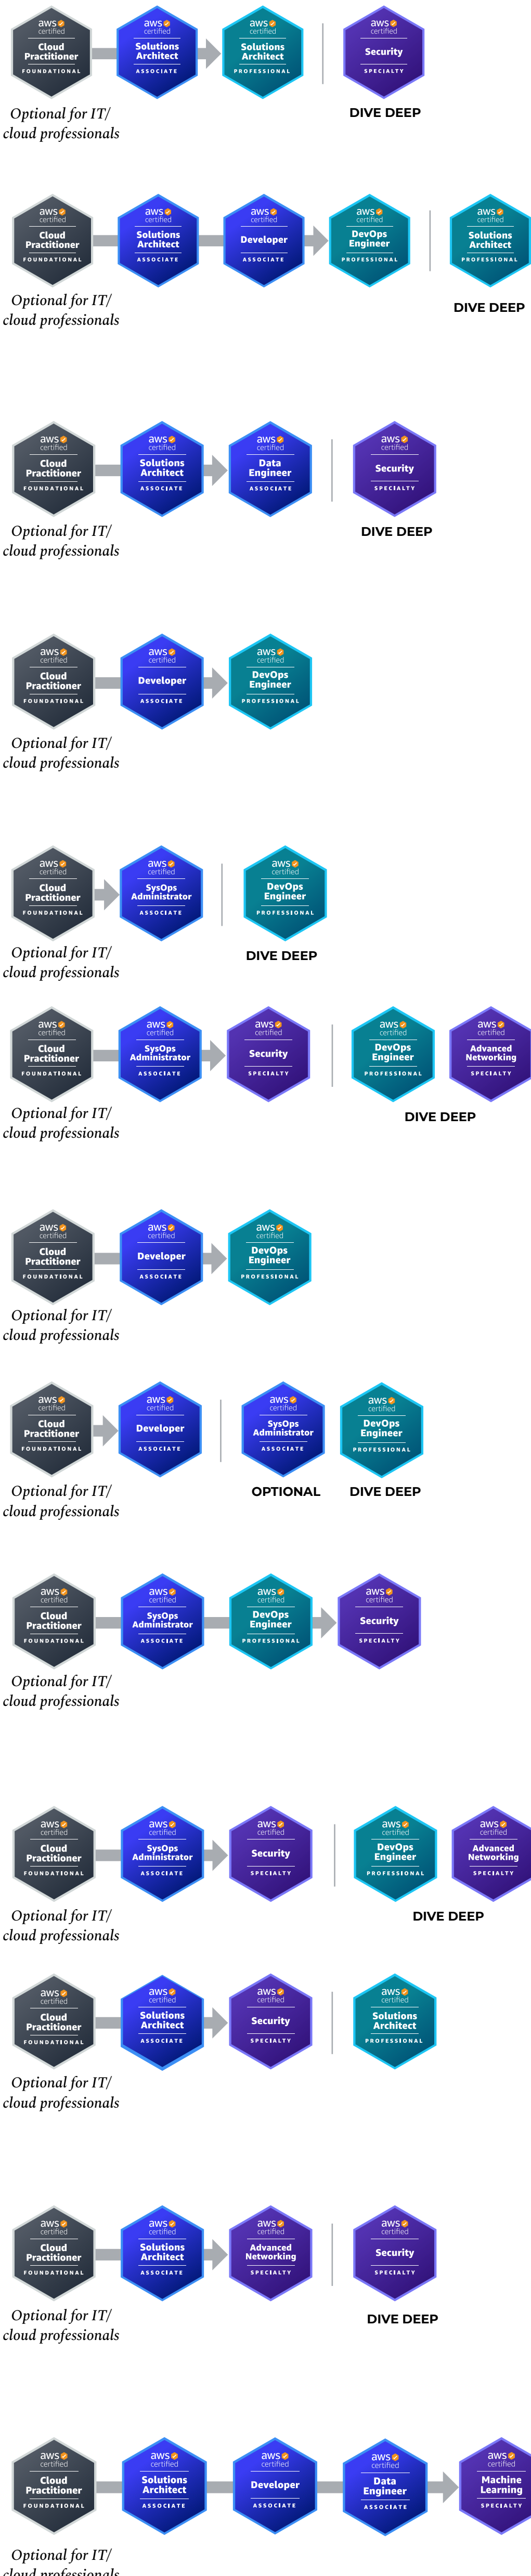 aws aws aws aws
certified certified certified certified
Cloud Solutions Solutions Security
Practitioner Architect Architect
FOUNDATIONAL ASSOCIATE PROFESSIONAL SPECIALTY
Optional for IT/ DIVE DEEP
cloud professionals
aws aws aws aws aws
certified certified certified certified certified
Cloud Solutions Developer DevOps Solutions
Practitioner Architect Engineer Architect
FOUNDATIONAL ASSOCIATE ASSOCIATE PROFESSIONAL PROFESSIONAL
Optional for IT/ DIVE DEEP
cloud professionals
aws aws aws aws
certified certified certified certified
Cloud Solutions Data Security
Practitioner Architect Engineer
FOUNDATIONAL ASSOCIATE ASSOCIATE SPECIALTY
Optional for IT/ DIVE DEEP
cloud professionals
aws aws aws
certified certified certified
Cloud Developer DevOps
Practitioner Engineer
FOUNDATIONAL ASSOCIATE PROFESSIONAL
Optional for IT/
cloud professionals
aws aws aws
certified certified certified
Cloud SysOps DevOps
Practitioner Administrator Engineer
FOUNDATIONAL ASSOCIATE PROFESSIONAL
Optional for IT/ DIVE DEEP
cloud professionals
aws aws aws aws aws
certified certified certified certified certified
Cloud SysOps Security DevOps Advanced
Practitioner Administrator Engineer Networking
FOUNDATIONAL ASSOCIATE SPECIALTY PROFESSIONAL SPECIALTY
Optional for IT/ DIVE DEEP
cloud professionals
aws aws aws
certified certified certified
Cloud Developer DevOps
Practitioner Engineer
FOUNDATIONAL ASSOCIATE PROFESSIONAL
Optional for IT/
cloud professionals
aws aws aws aws
certified certified certified certified
Cloud Developer SysOps DevOps
Practitioner Administrator Engineer
FOUNDATIONAL ASSOCIATE ASSOCIATE PROFESSIONAL
Optional for IT/ OPTIONAL DIVE DEEP
cloud professionals
aws aws aws aws
certified certified certified certified
Cloud SysOps DevOps Security
Practitioner Administrator Engineer
FOUNDATIONAL ASSOCIATE PROFESSIONAL SPECIALTY
Optional for IT/
cloud professionals
aws aws aws aws aws
certified certified certified certified certified
Cloud SysOps Security DevOps Advanced
Practitioner Administrator Engineer Networking
FOUNDATIONAL ASSOCIATE SPECIALTY PROFESSIONAL SPECIALTY
Optional for IT/ DIVE DEEP
cloud professionals
aws aws aws aws
certified certified certified certified
Cloud Solutions Security Solutions
Practitioner Architect Architect
FOUNDATIONAL ASSOCIATE SPECIALTY PROFESSIONAL
Optional for IT/
cloud professionals
aws aws aws aws
certified certified certified certified
Cloud Solutions Advanced Security
Practitioner Architect Networking
FOUNDATIONAL ASSOCIATE SPECIALTY SPECIALTY
Optional for IT/ DIVE DEEP
cloud professionals
aws aws aws aws aws
certified certified certified certified certified
Cloud Solutions Developer Data Machine
Practitioner Architect Engineer Learning
FOUNDATIONAL ASSOCIATE ASSOCIATE ASSOCIATE SPECIALTY
Optional for IT/
cloud professionals